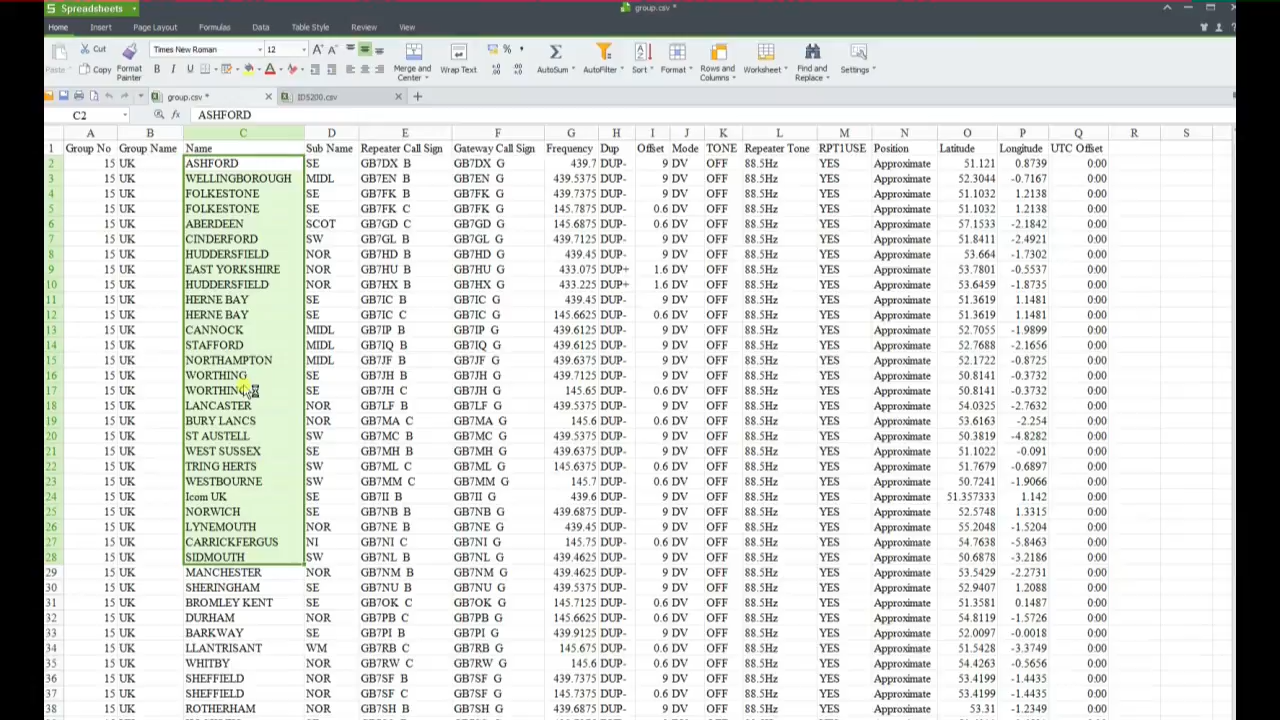 Spreadsheets
group.csv *
Home Insert Page Layout Formulas Data Table Style Review View
Paste Cut Copy Format Painter Times New Roman 12 Merge and Center Wrap Text AutoSum AutoFilter Sort Format Rows and Columns Worksheet Find and Replace Settings
group.csv * ID5200.csv
C2 fx ASHFORD
A B C D E F G H I J K L M N O P Q R S
1 Group No Group Name Name Sub Name Repeater Call Sign Gateway Call Sign Frequency Dup Offset Mode TONE Repeater Tone RPT1USE Position Latitude Longitude UTC Offset
2 15 UK ASHFORD SE GB7DX B GB7DX G 439.7 DUP- 9 DV OFF 88.5Hz YES Approximate 51.121 0.8739 0:00
3 15 UK WELLINGBOROUGH MIDL GB7EN B GB7EN G 439.5375 DUP- 9 DV OFF 88.5Hz YES Approximate 52.3044 -0.7167 0:00
4 15 UK FOLKESTONE SE GB7FK B GB7FK G 439.7375 DUP- 9 DV OFF 88.5Hz YES Approximate 51.1032 1.2138 0:00
5 15 UK FOLKESTONE SE GB7FK C GB7FK G 145.7875 DUP- 0.6 DV OFF 88.5Hz YES Approximate 51.1032 1.2138 0:00
6 15 UK ABERDEEN SCOT GB7GD C GB7GD G 145.6875 DUP- 0.6 DV OFF 88.5Hz YES Approximate 57.1533 -2.1842 0:00
7 15 UK CINDERFORD SW GB7GL B GB7GL G 439.7125 DUP- 9 DV OFF 88.5Hz YES Approximate 51.8411 -2.4921 0:00
8 15 UK HUDDERSFIELD NOR GB7HD B GB7HD G 439.45 DUP- 9 DV OFF 88.5Hz YES Approximate 53.664 -1.7302 0:00
9 15 UK EAST YORKSHIRE NOR GB7HU B GB7HU G 433.075 DUP+ 1.6 DV OFF 88.5Hz YES Approximate 53.7801 -0.5537 0:00
10 15 UK HUDDERSFIELD NOR GB7HX B GB7HX G 433.225 DUP+ 1.6 DV OFF 88.5Hz YES Approximate 53.6459 -1.8735 0:00
11 15 UK HERNE BAY SE GB7IC B GB7IC G 439.45 DUP- 9 DV OFF 88.5Hz YES Approximate 51.3619 1.1481 0:00
12 15 UK HERNE BAY SE GB7IC C GB7IC G 145.6625 DUP- 0.6 DV OFF 88.5Hz YES Approximate 51.3619 1.1481 0:00
13 15 UK CANNOCK MIDL GB7IP B GB7IP G 439.6125 DUP- 9 DV OFF 88.5Hz YES Approximate 52.7055 -1.9899 0:00
14 15 UK STAFFORD MIDL GB7IQ B GB7IQ G 439.6125 DUP- 9 DV OFF 88.5Hz YES Approximate 52.7688 -2.1656 0:00
15 15 UK NORTHAMPTON MIDL GB7JF B GB7JF G 439.6375 DUP- 9 DV OFF 88.5Hz YES Approximate 52.1722 -0.8725 0:00
16 15 UK WORTHING SE GB7JH B GB7JH G 439.7125 DUP- 9 DV OFF 88.5Hz YES Approximate 50.8141 -0.3732 0:00
17 15 UK WORTHING SE GB7JH C GB7JH G 145.65 DUP- 0.6 DV OFF 88.5Hz YES Approximate 50.8141 -0.3732 0:00
18 15 UK LANCASTER NOR GB7LF B GB7LF G 439.5375 DUP- 9 DV OFF 88.5Hz YES Approximate 54.0325 -2.7632 0:00
19 15 UK BURY LANCS NOR GB7MA C GB7MA G 145.6 DUP- 0.6 DV OFF 88.5Hz YES Approximate 53.6163 -2.254 0:00
20 15 UK ST AUSTELL SW GB7MC B GB7MC G 439.5375 DUP- 9 DV OFF 88.5Hz YES Approximate 50.3819 -4.8282 0:00
21 15 UK WEST SUSSEX SE GB7MH B GB7MH G 439.6375 DUP- 9 DV OFF 88.5Hz YES Approximate 51.1022 -0.091 0:00
22 15 UK TRING HERTS SW GB7ML C GB7ML G 145.6375 DUP- 0.6 DV OFF 88.5Hz YES Approximate 51.7679 -0.6897 0:00
23 15 UK WESTBOURNE SW GB7MM C GB7MM G 145.7 DUP- 0.6 DV OFF 88.5Hz YES Approximate 50.7241 -1.9066 0:00
24 15 UK Icom UK SE GB7II B GB7II G 439.6 DUP- 9 DV OFF 88.5Hz YES Approximate 51.357333 1.142 0:00
25 15 UK NORWICH SE GB7NB B GB7NB G 439.6875 DUP- 9 DV OFF 88.5Hz YES Approximate 52.5748 1.3315 0:00
26 15 UK LYNEMOUTH NOR GB7NE B GB7NE G 439.45 DUP- 9 DV OFF 88.5Hz YES Approximate 55.2048 -1.5204 0:00
27 15 UK CARRICKFERGUS NI GB7NI C GB7NI G 145.75 DUP- 0.6 DV OFF 88.5Hz YES Approximate 54.7638 -5.8463 0:00
28 15 UK SIDMOUTH SW GB7NL B GB7NL G 439.4625 DUP- 9 DV OFF 88.5Hz YES Approximate 50.6878 -3.2186 0:00
29 15 UK MANCHESTER NOR GB7NM B GB7NM G 439.4625 DUP- 9 DV OFF 88.5Hz YES Approximate 53.5429 -2.2731 0:00
30 15 UK SHERINGHAM SE GB7NU B GB7NU G 439.5375 DUP- 9 DV OFF 88.5Hz YES Approximate 52.9407 1.2088 0:00
31 15 UK BROMLEY KENT SE GB7OK C GB7OK G 145.7125 DUP- 0.6 DV OFF 88.5Hz YES Approximate 51.3581 0.1487 0:00
32 15 UK DURHAM NOR GB7PB C GB7PB G 145.6625 DUP- 0.6 DV OFF 88.5Hz YES Approximate 54.8119 -1.5726 0:00
33 15 UK BARKWAY SE GB7PI B GB7PI G 439.9125 DUP- 9 DV OFF 88.5Hz YES Approximate 52.0097 -0.0018 0:00
34 15 UK LLANTRISANT WM GB7RB C GB7RB G 145.675 DUP- 0.6 DV OFF 88.5Hz YES Approximate 51.5428 -3.3749 0:00
35 15 UK WHITBY NOR GB7RW C GB7RW G 145.6 DUP- 0.6 DV OFF 88.5Hz YES Approximate 54.4263 -0.5656 0:00
36 15 UK SHEFFIELD NOR GB7SF B GB7SF G 439.7375 DUP- 9 DV OFF 88.5Hz YES Approximate 53.4199 -1.4435 0:00
37 15 UK SHEFFIELD NOR GB7SF C GB7SF G 145.7875 DUP- 0.6 DV OFF 88.5Hz YES Approximate 53.4199 -1.4435 0:00
38 15 UK ROTHERHAM NOR GB7SH B GB7SH G 439.6875 DUP- 9 DV OFF 88.5Hz YES Approximate 53.31 -1.2349 0:00